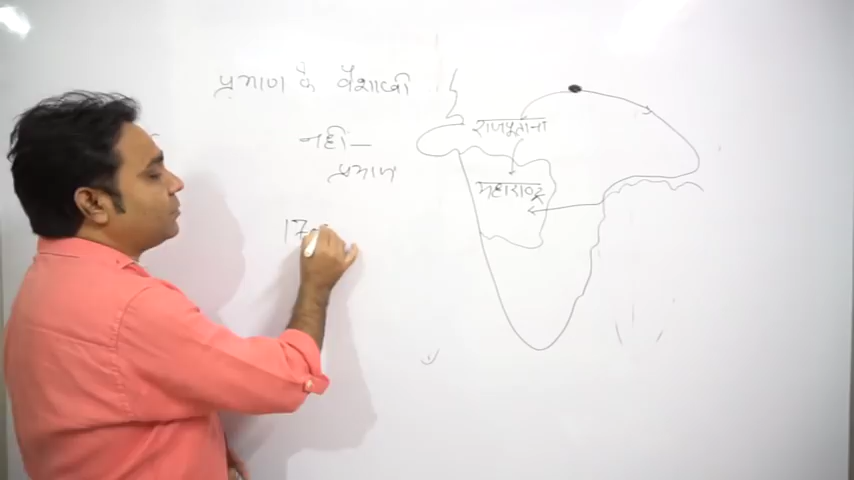 प्रमाण के वैशाखी
नही —
प्रमाण
17
राजपूताना
महाराष्ट्र